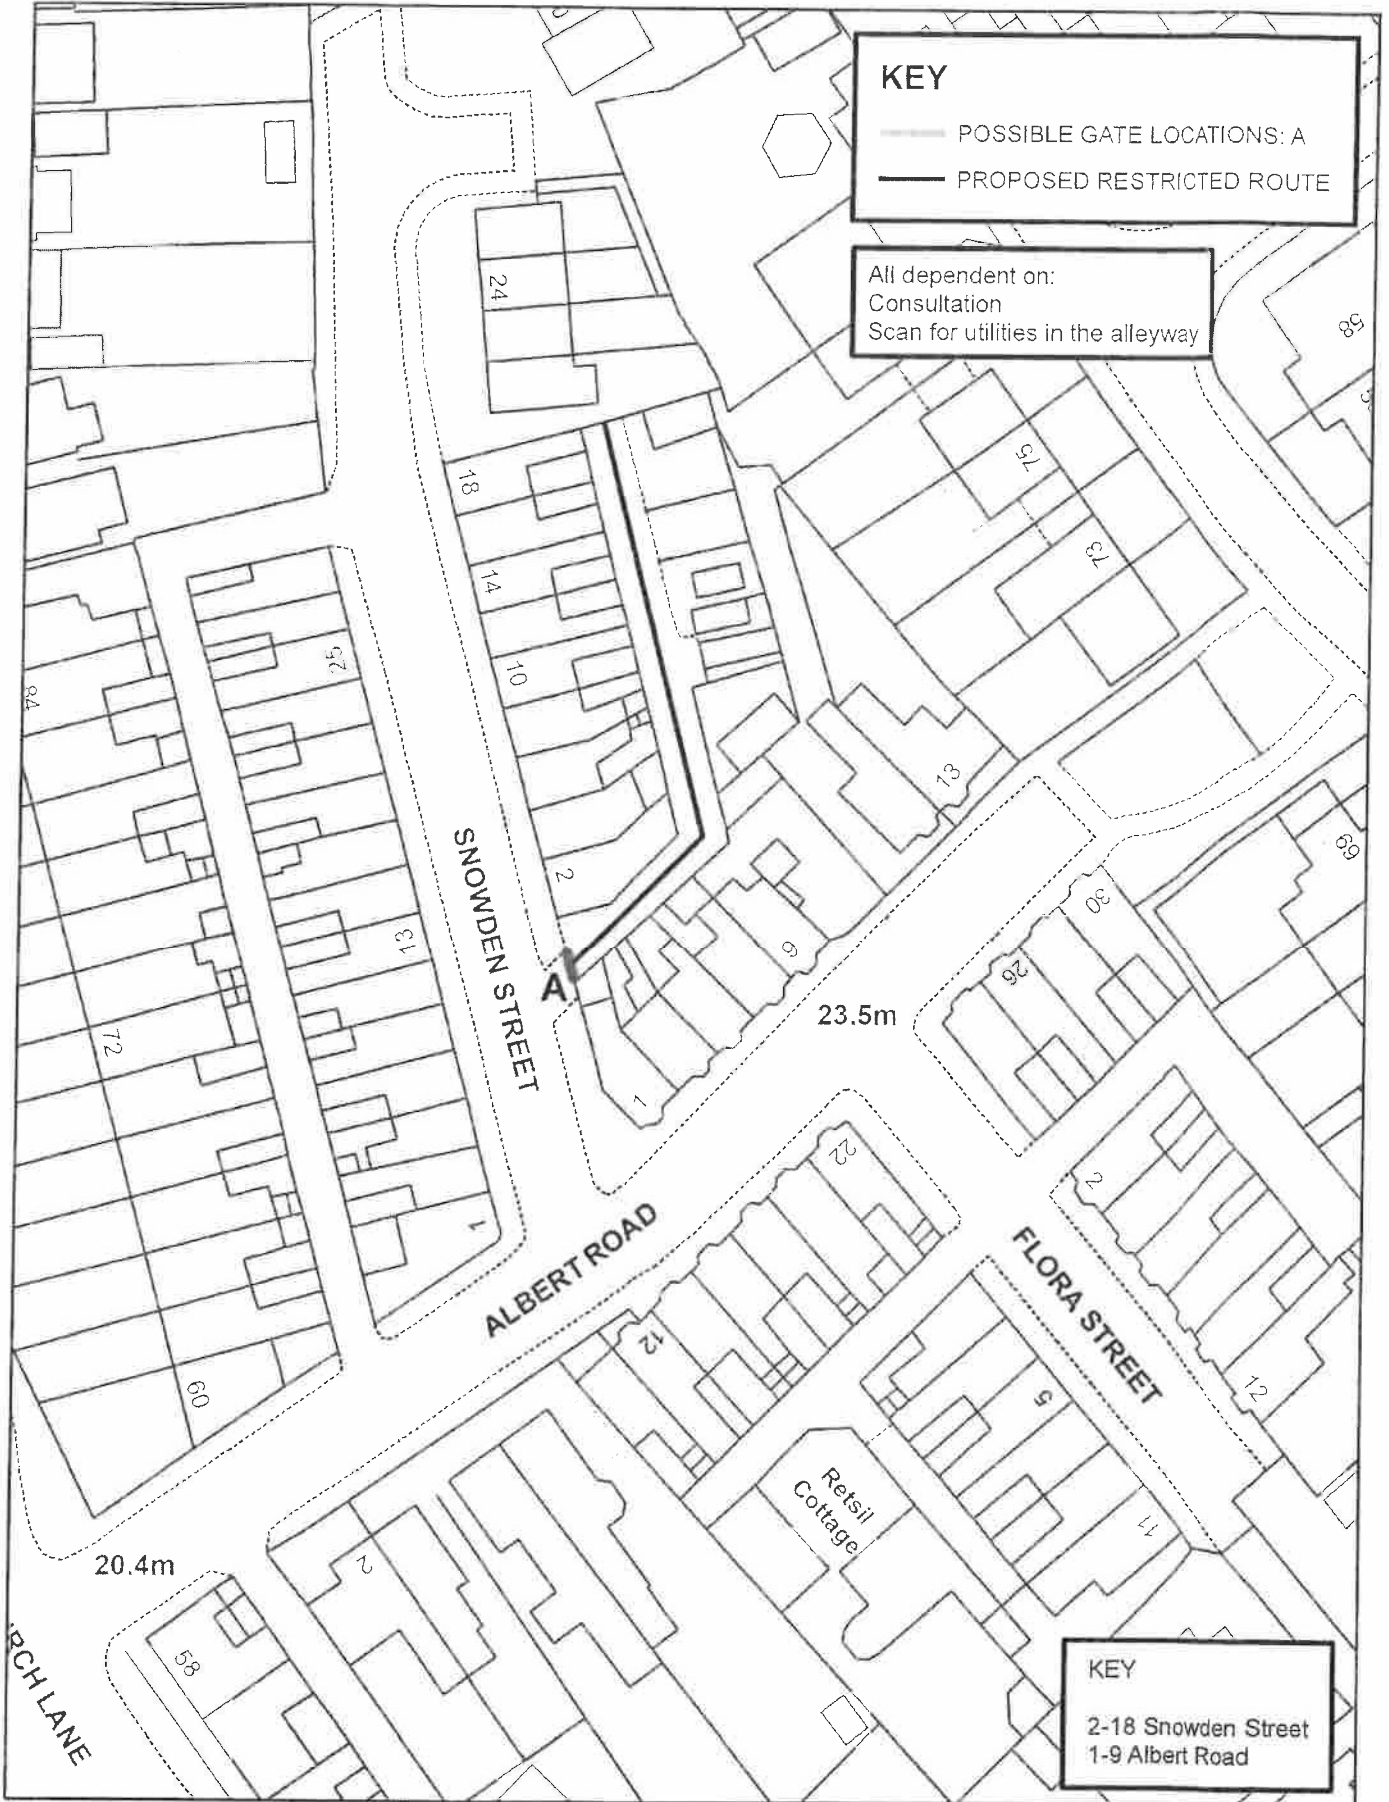 KEY
POSSIBLE GATE LOCATIONS: A
PROPOSED RESTRICTED ROUTE
All dependent on:
Consultation
Scan for utilities in the alleyway
58
24
75
73
18
14
10
2
25
13
1
84
72
60
SNOWDEN STREET
A
13
9
1
69
30
26
23.5m
22
12
ALBERT ROAD
2
12
FLORA STREET
5
11
Retsil
Cottage
20.4m
2
58
RCH LANE
KEY
2-18 Snowden Street
1-9 Albert Road